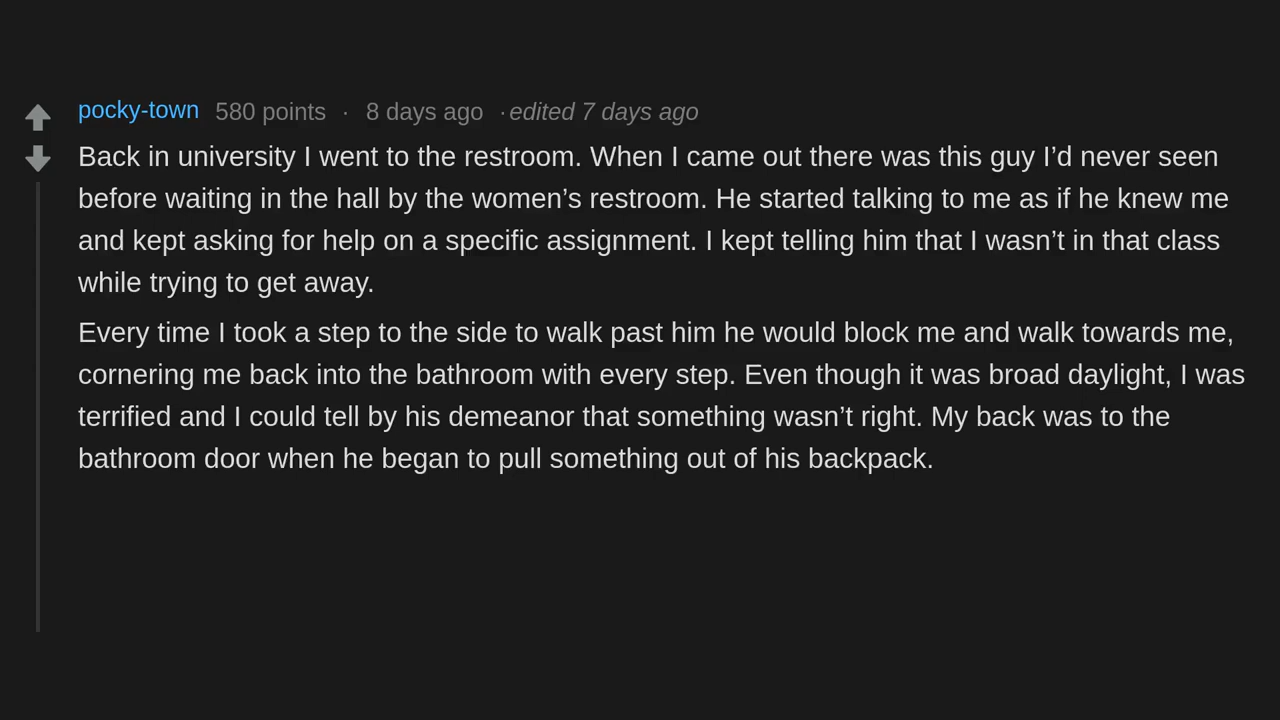 pocky-town 580 points · 8 days ago · edited 7 days ago
Back in university I went to the restroom. When I came out there was this guy I’d never seen
before waiting in the hall by the women’s restroom. He started talking to me as if he knew me
and kept asking for help on a specific assignment. I kept telling him that I wasn’t in that class
while trying to get away.
Every time I took a step to the side to walk past him he would block me and walk towards me,
cornering me back into the bathroom with every step. Even though it was broad daylight, I was
terrified and I could tell by his demeanor that something wasn’t right. My back was to the
bathroom door when he began to pull something out of his backpack.